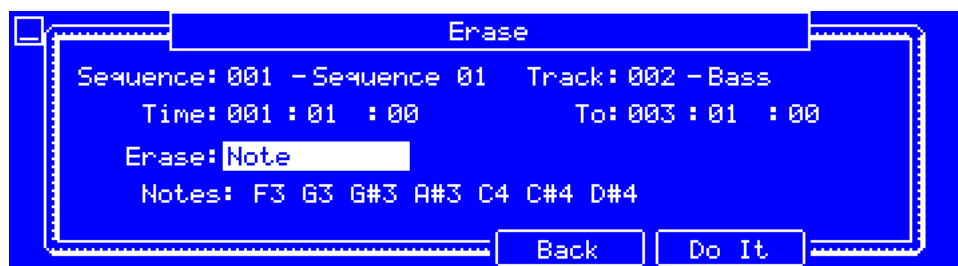 Erase
Sequence: 001 - Sequence 01 Track: 002 - Bass
Time: 001 : 01 : 00 To: 003 : 01 : 00
Erase: Note
Notes: F3 G3 G#3 A#3 C4 C#4 D#4
Back Do It